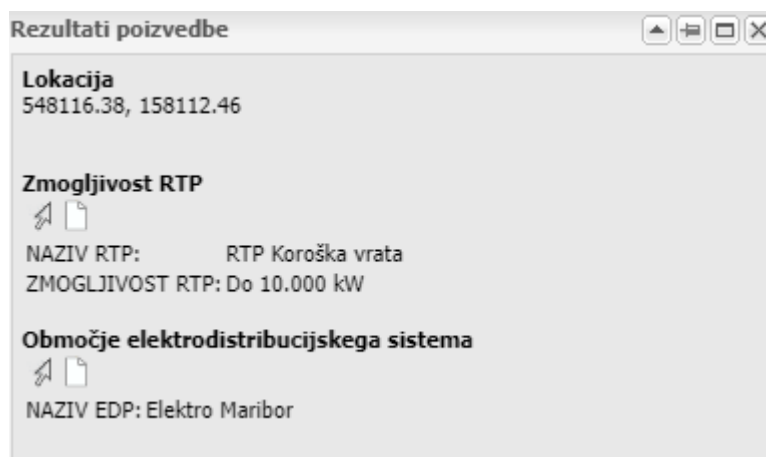 Rezultati poizvedbe
Lokacija
548116.38, 158112.46
Zmogljivost RTP
NAZIV RTP: RTP Koroška vrata
ZMOGLJIVOST RTP: Do 10.000 kW
Območje elektrodistribucijskega sistema
NAZIV EDP: Elektro Maribor